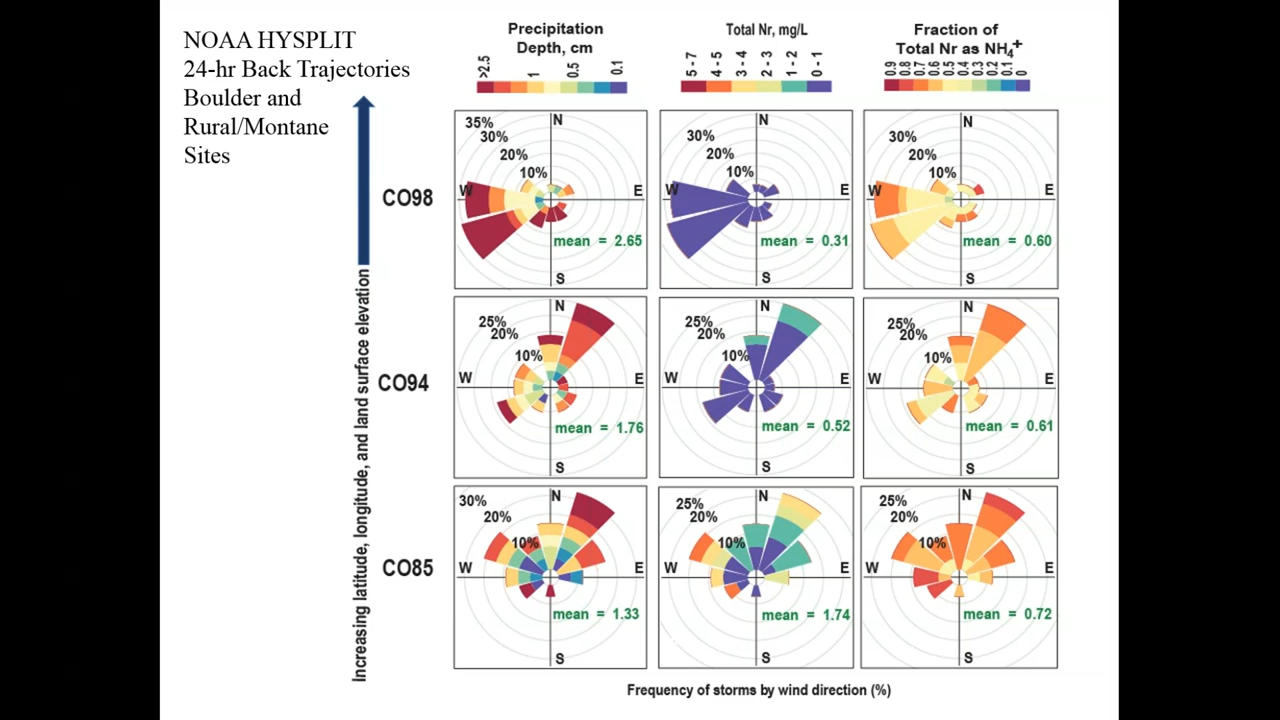 NOAA HYSPLIT
24-hr Back Trajectories
Boulder and
Rural/Montane
Sites
Increasing latitude, longitude, and land surface elevation
Precipitation
Depth, cm
>2.5
1
0.5
0.1
Total Nr, mg/L
5 - 7
4 - 5
3 - 4
2 - 3
1 - 2
0 - 1
Fraction of
Total Nr as NH4+
0.9
0.8
0.7
0.6
0.5
0.4
0.3
0.2
0.1
0
CO98
N
35%
30%
20%
10%
W
E
mean = 2.65
S
N
30%
20%
10%
W
E
mean = 0.31
S
N
30%
20%
10%
W
E
mean = 0.60
S
CO94
N
25%
20%
10%
W
E
mean = 1.76
S
N
25%
20%
10%
W
E
mean = 0.52
S
N
25%
20%
10%
W
E
mean = 0.61
S
CO85
N
30%
20%
10%
W
E
mean = 1.33
S
N
25%
20%
10%
W
E
mean = 1.74
S
N
25%
20%
10%
W
E
mean = 0.72
S
Frequency of storms by wind direction (%)